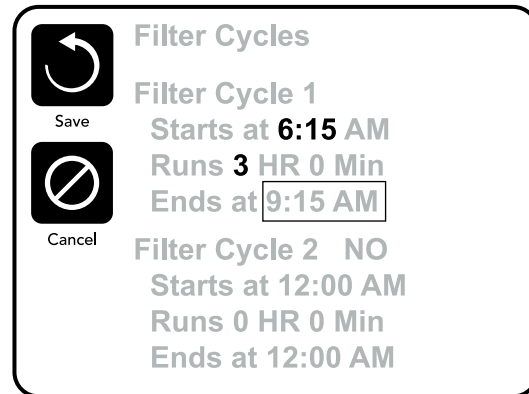 Filter Cycles
Save
Filter Cycle 1
Starts at 6:15 AM
Runs 3 HR 0 Min
Ends at 9:15 AM
Cancel
Filter Cycle 2 NO
Starts at 12:00 AM
Runs 0 HR 0 Min
Ends at 12:00 AM